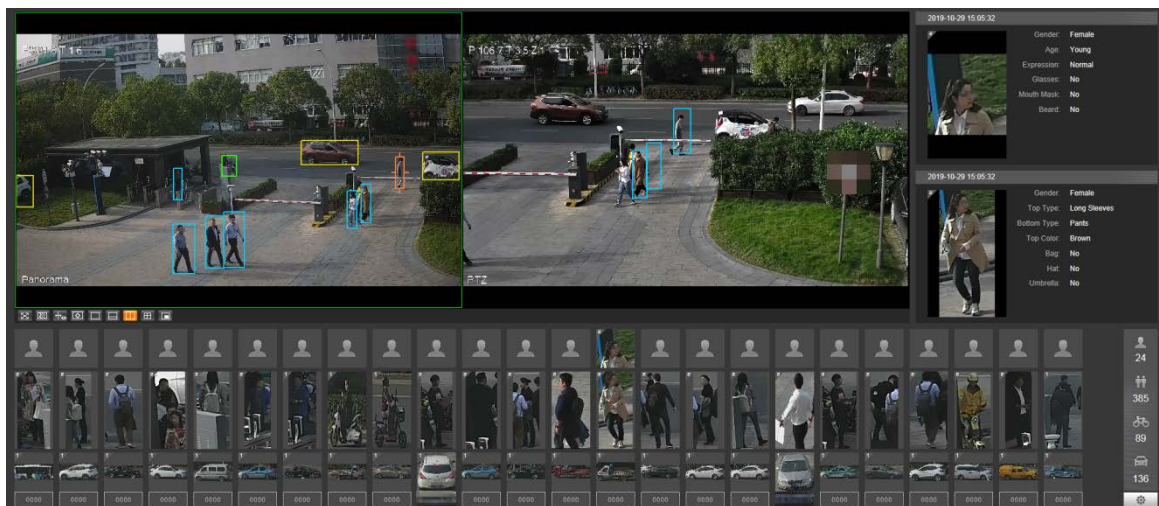 2019-10-29 15:05:32
Gender: Female
Age: Young
Expression: Normal
Glasses: No
Mouth Mask: No
Beard: No
Panorama
PTZ
2019-10-29 15:05:32
Gender: Female
Top Type: Long Sleeves
Bottom Type: Pants
Top Color: Brown
Bag: No
Hat: No
Umbrella: No
24
385
89
136